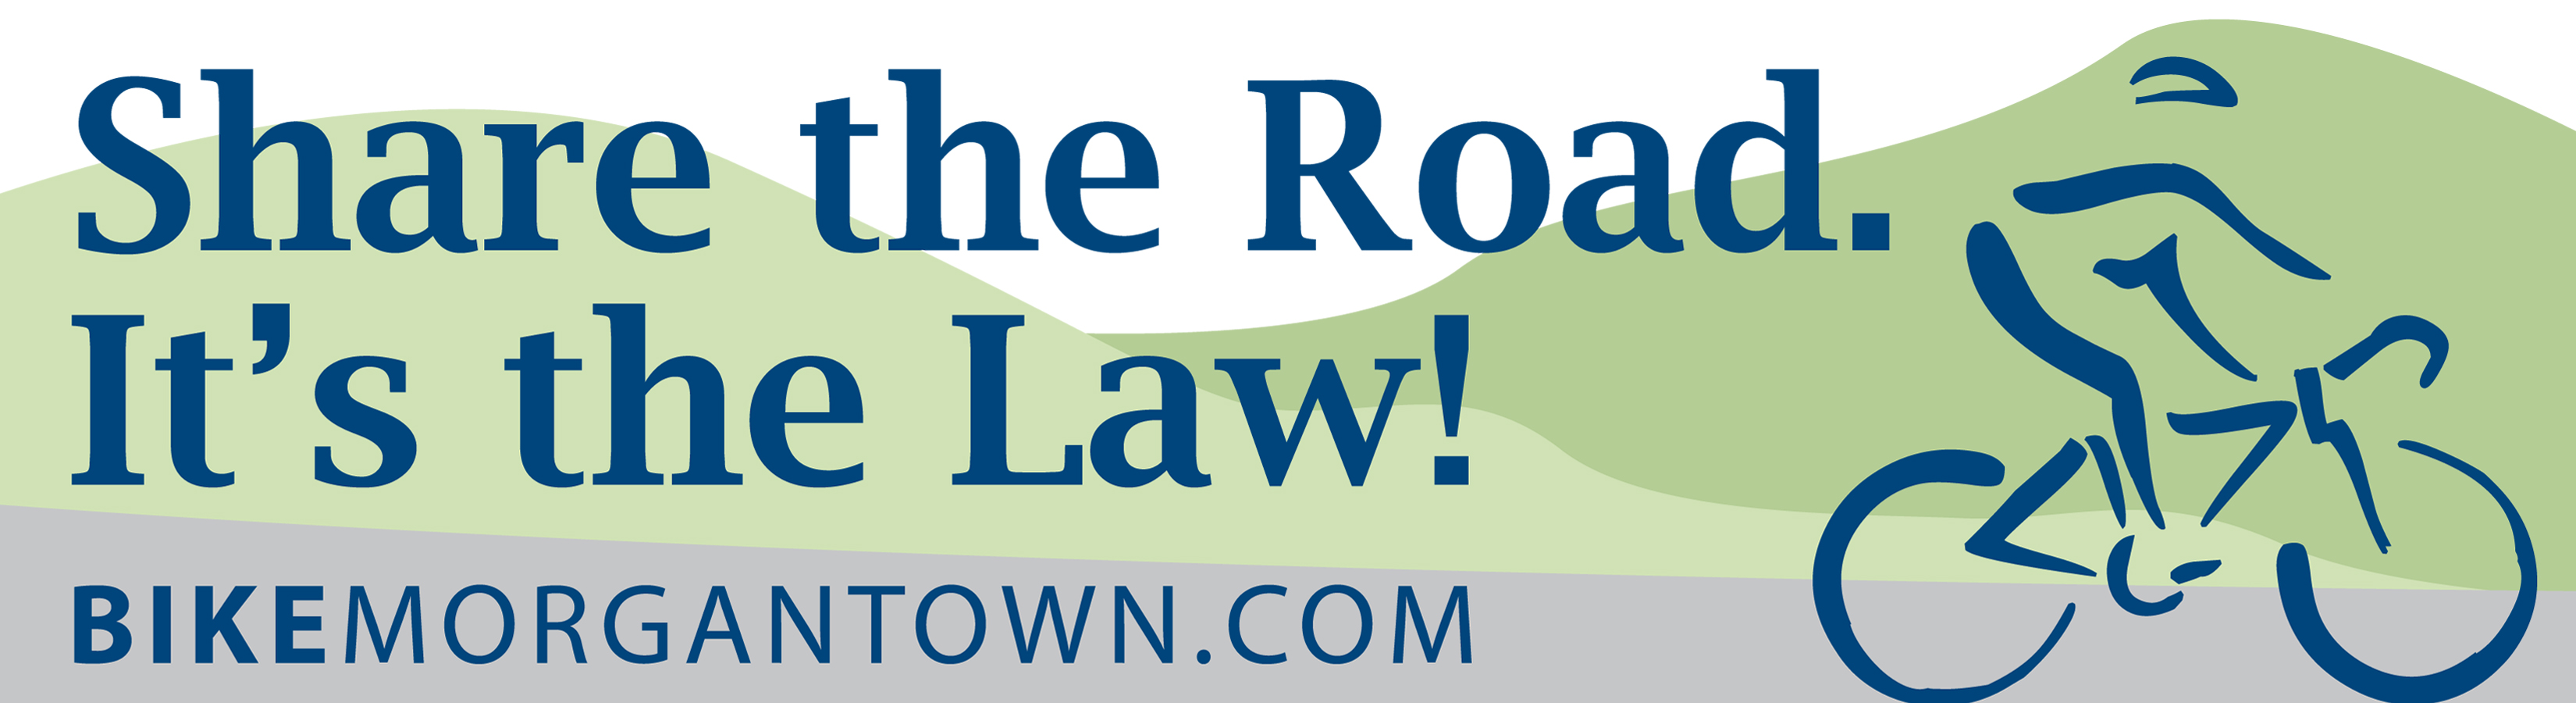 Share the Road.
It’s the Law!
BIKEMORGANTOWN.COM